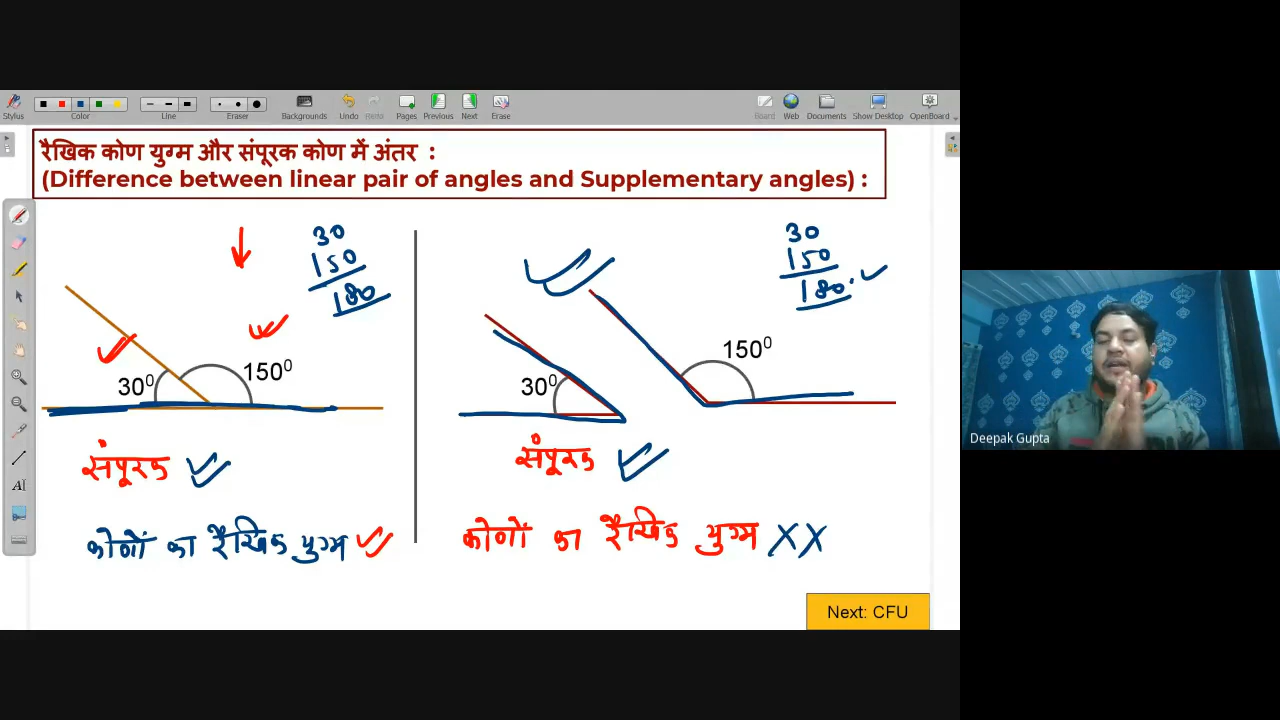 Stylus
Color
Line
Eraser
Backgrounds
Undo
Redo
Pages
Previous
Next
Erase
Board
Web
Documents
Show Desktop
OpenBoard
रैखिक कोण युग्म और संपूरक कोण में अंतर :
(Difference between linear pair of angles and Supplementary angles) :
30
150
180
30⁰
150⁰
संपूरक
कोणों का रैखिक युग्म
30
150
180
30⁰
150⁰
संपूरक
कोणों का रैखिक युग्म XX
Next: CFU
Deepak Gupta